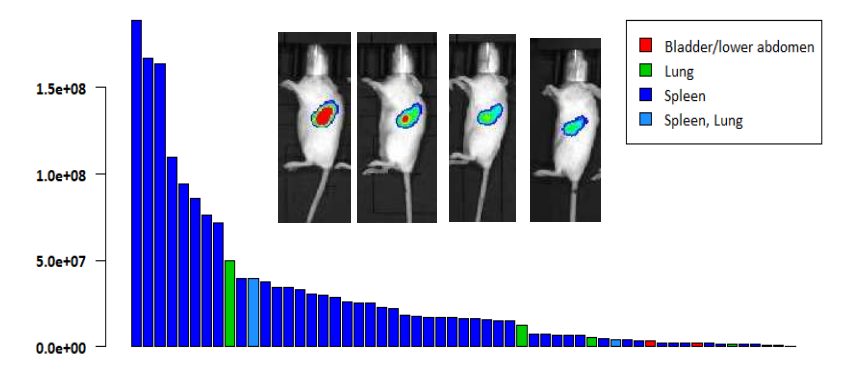 1.5e+08
1.0e+08
5.0e+07
0.0e+00
Bladder/lower abdomen
Lung
Spleen
Spleen, Lung